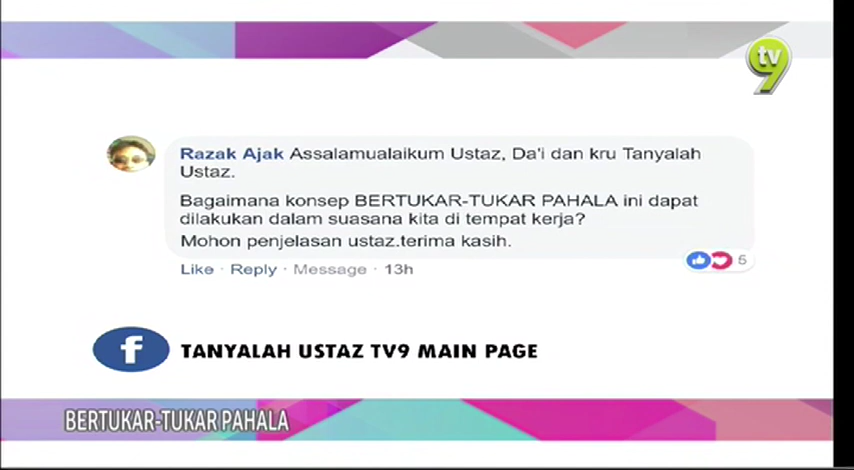 tv
9
Razak Ajak Assalamualaikum Ustaz, Da'i dan kru Tanyalah
Ustaz.
Bagaimana konsep BERTUKAR-TUKAR PAHALA ini dapat
dilakukan dalam suasana kita di tempat kerja?
Mohon penjelasan ustaz.terima kasih.
Like · Reply · Message · 13h
5
f
TANYALAH USTAZ TV9 MAIN PAGE
BERTUKAR-TUKAR PAHALA